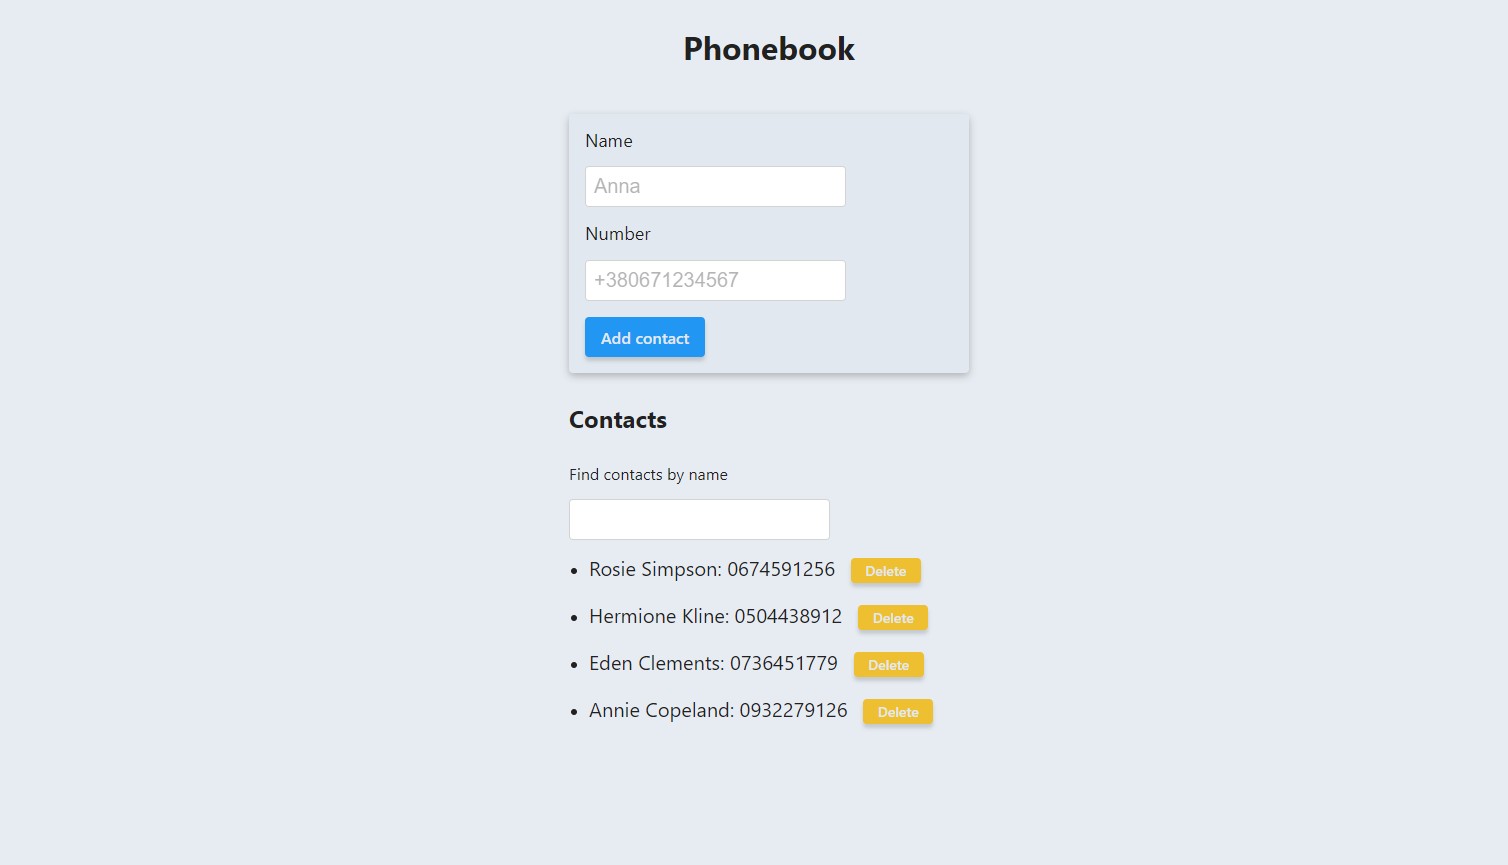 Phonebook
Name
Anna
Number
+380671234567
Add contact
Contacts
Find contacts by name
Rosie Simpson: 0674591256 Delete
Hermione Kline: 0504438912 Delete
Eden Clements: 0736451779 Delete
Annie Copeland: 0932279126 Delete